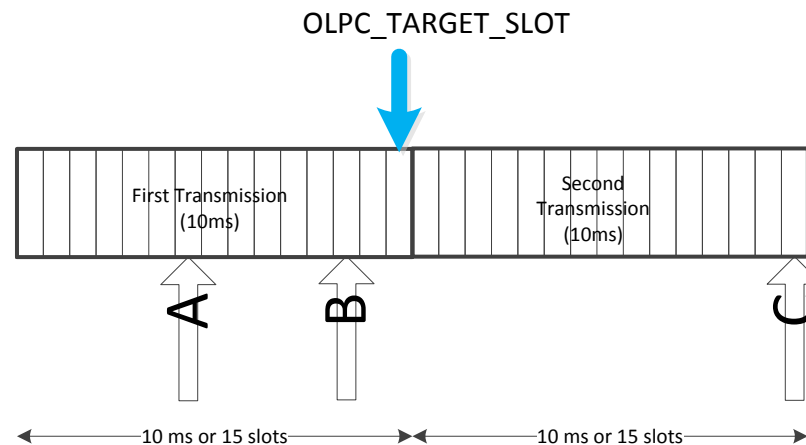 OLPC_TARGET_SLOT
First Transmission
(10ms)
Second
Transmission
(10ms)
A
B
C
10 ms or 15 slots
10 ms or 15 slots